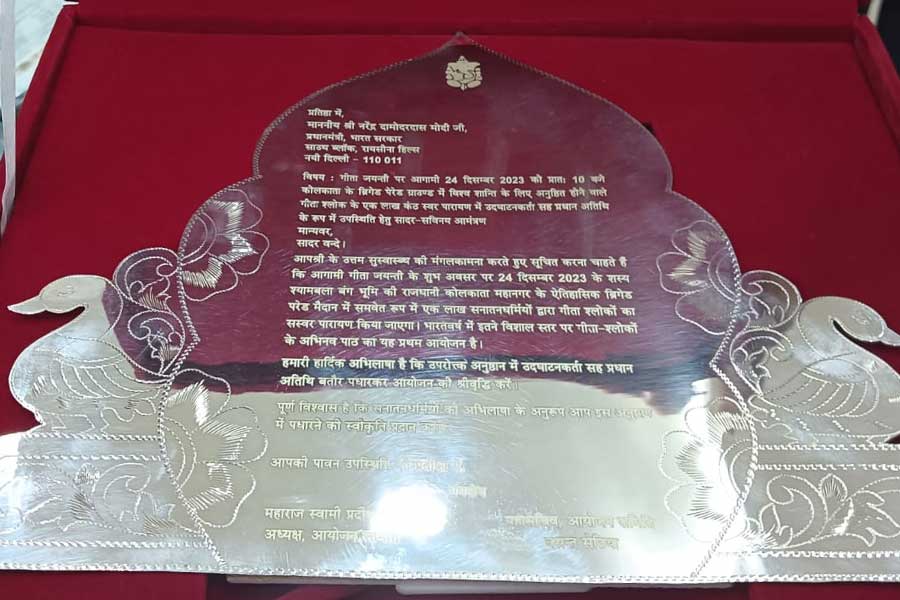 प्रतिष्ठा में,
माननीय श्री नरेंद्र दामोदरदास मोदी जी,
प्रधानमंत्री, भारत सरकार
साउथ ब्लॉक, रायसीना हिल्स
नयी दिल्ली – 110 011
विषय : गीता जयन्ती पर आगामी 24 दिसम्बर 2023 को प्रातः 10 बजे
कोलकाता के ब्रिगेड पेरेड ग्राउण्ड में विश्व शान्ति के लिए अनुष्ठित होने वाले
गीता श्लोक के एक लाख कंठ स्वर पारायण में उदघाटनकर्ता सह प्रधान अतिथि
के रूप में उपस्थिति हेतु सादर-सविनय आमंत्रण
मान्यवर,
सादर वन्दे।
आपश्री के उत्तम सुस्वास्थ्य की मंगलकामना करते हुए सूचित करना चाहते हैं
कि आगामी गीता जयन्ती के शुभ अवसर पर 24 दिसम्बर 2023 के शस्य
श्यामबला बंग भूमि की राजधानी कोलकाता महानगर के ऐतिहासिक ब्रिगेड
परेड मैदान में समवेत रूप में एक लाख सनातनधर्मियों द्वारा गीता श्लोकों का
सस्वर पारायण किया जाएगा। भारतवर्ष में इतने विशाल स्तर पर गीता-श्लोकों
के अभिनव पाठ का यह प्रथम आयोजन है।
हमारी हार्दिक अभिलाषा है कि उपरोक्त अनुष्ठान में उदघाटनकर्ता सह प्रधान
अतिथि बतौर पधारकर आयोजन की श्रीवृद्धि करें।
पूर्ण विश्वास है कि सनातनधर्मियों की अभिलाषा के अनुरूप आप इस
में पधारने की स्वीकृति प्रदान
आपकी पावन उपस्थिति
महाराज स्वामी
आयोजन समिति
अध्यक्ष, आयोजन